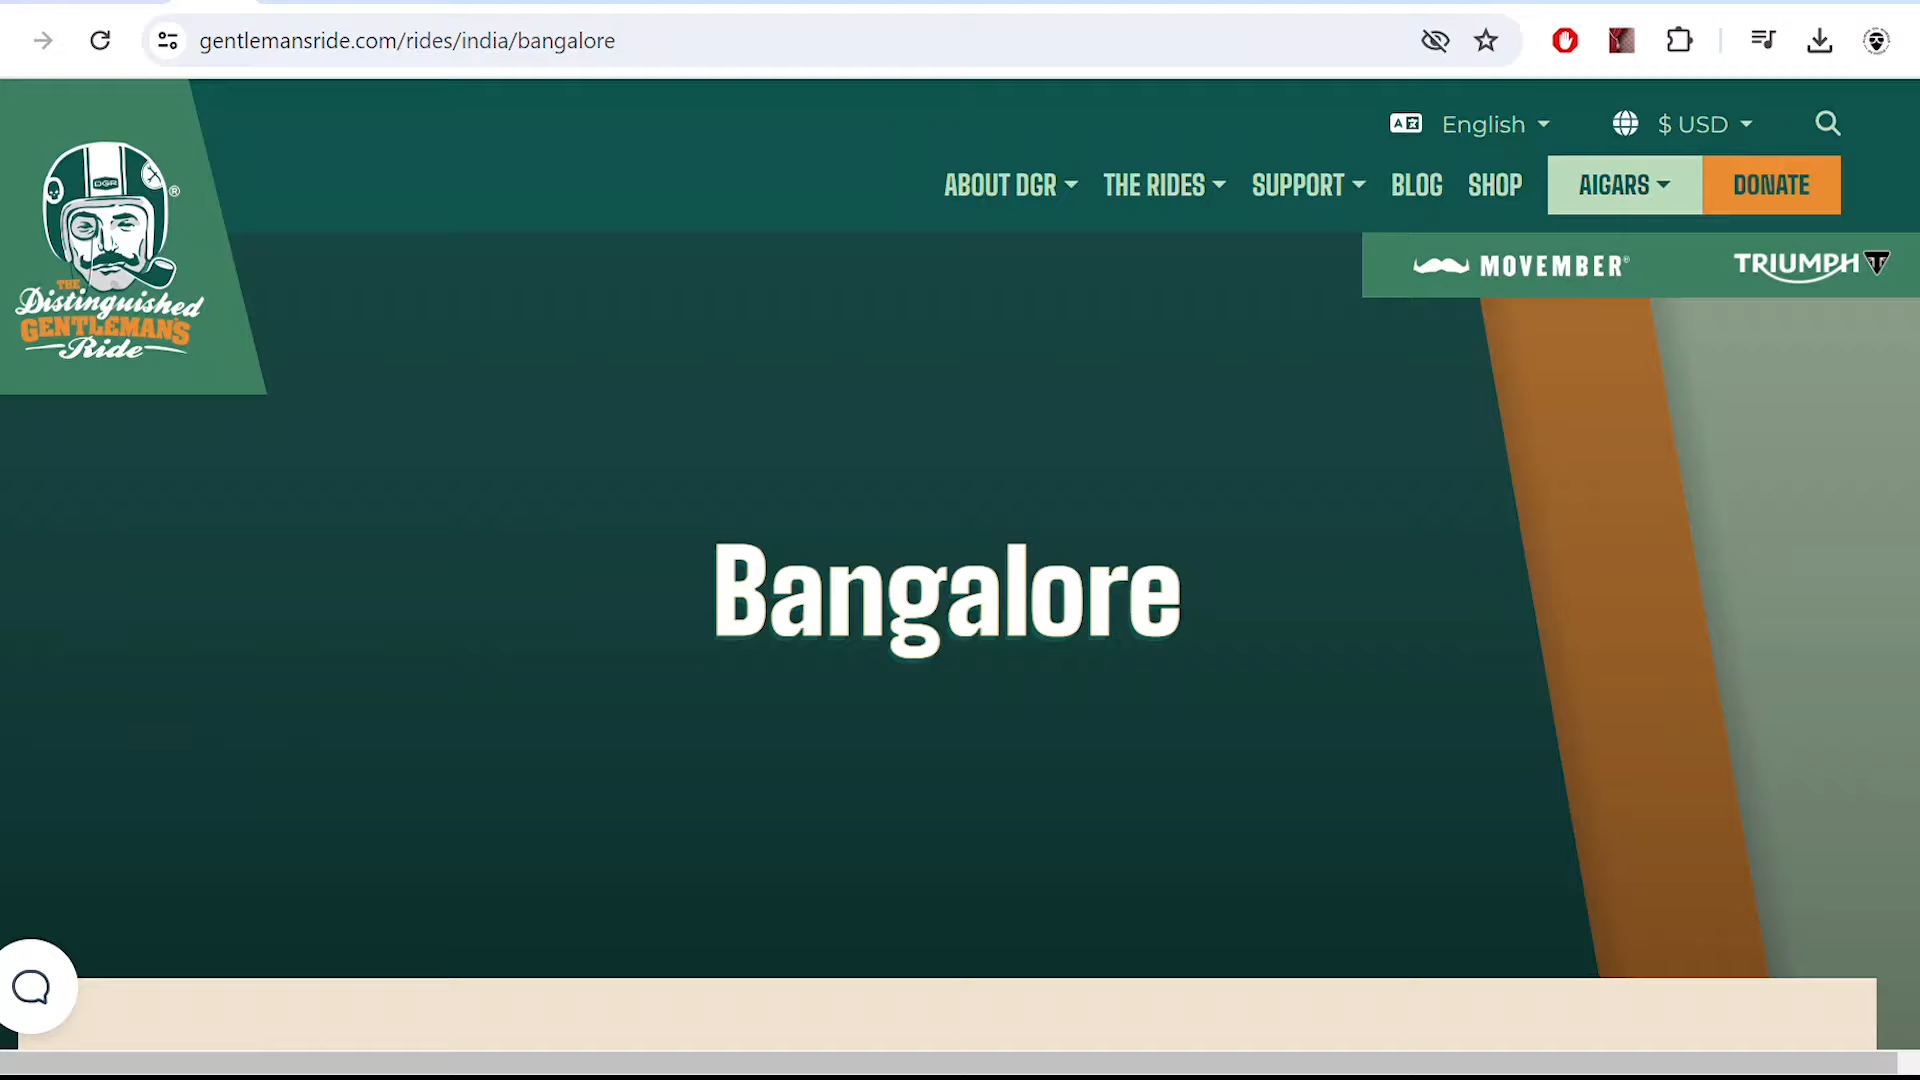 gentlemansride.com/rides/india/bangalore
English
$ USD
ABOUT DGR
THE RIDES
SUPPORT
BLOG
SHOP
AIGARS
DONATE
MOVEMBER®
TRIUMPH
DGR
®
THE
Distinguished
GENTLEMAN'S
Ride
Bangalore